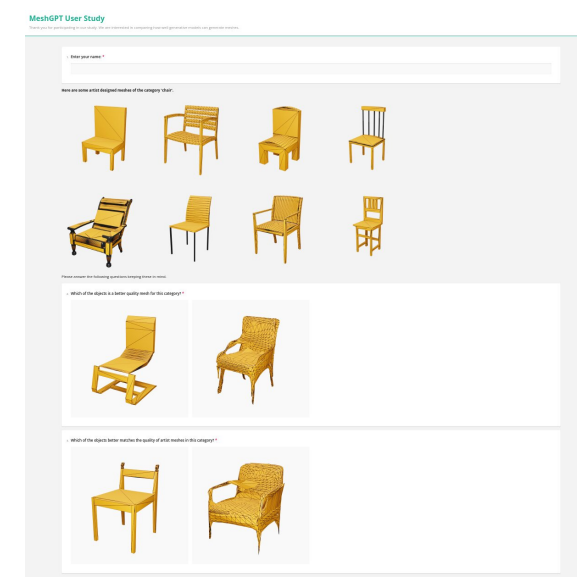 MeshGPT User Study
Thank you for participating in our study. We are interested in comparing how well generative models can generate meshes.
Enter your name: *
Here are some artist designed meshes of the category 'chair'.
Please answer the following questions keeping these in mind.
Which of the objects is a better quality mesh for this category? *
Which of the objects better matches the quality of artist meshes in this category? *